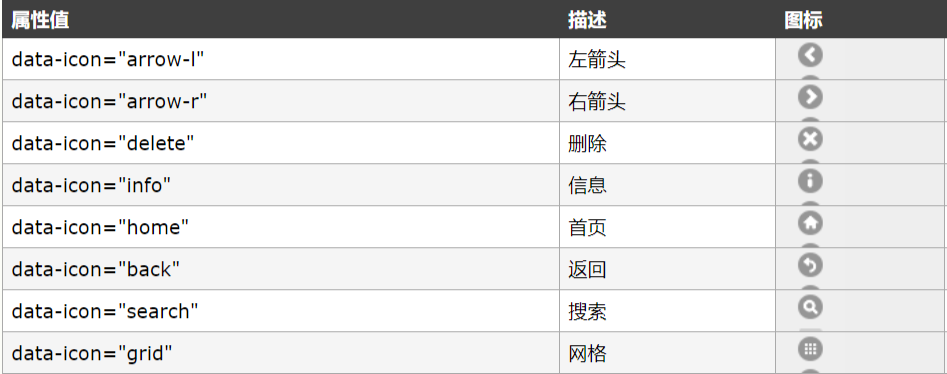 属性值 描述 图标
data-icon="arrow-l" 左箭头
data-icon="arrow-r" 右箭头
data-icon="delete" 删除
data-icon="info" 信息
data-icon="home" 首页
data-icon="back" 返回
data-icon="search" 搜索
data-icon="grid" 网格